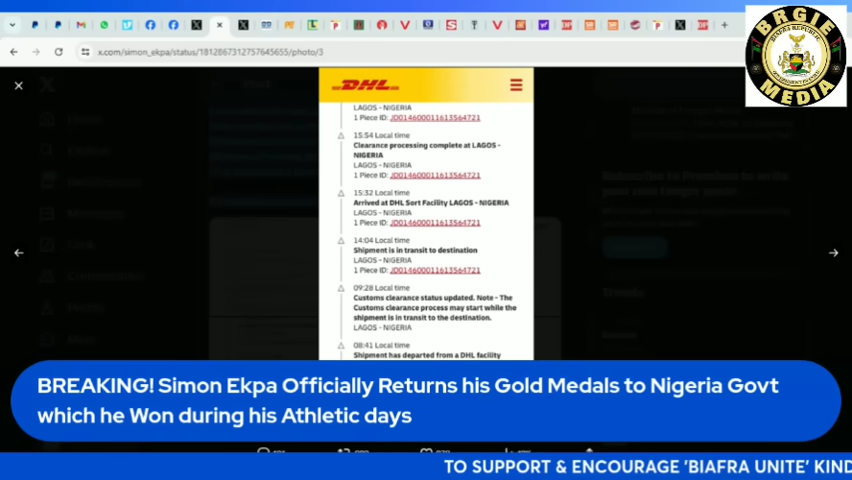 x.com/simon_ekpa/status/1812867312757645655/photo/3
BRGIE
BIAFRA REPUBLIC
MEDIA
DHL
LAGOS - NIGERIA
1 Piece ID: JD014600011613564721
15:54 Local time
Clearance processing complete at LAGOS -
NIGERIA
LAGOS - NIGERIA
1 Piece ID: JD014600011613564721
15:32 Local time
Arrived at DHL Sort Facility LAGOS - NIGERIA
LAGOS - NIGERIA
1 Piece ID: JD014600011613564721
14:04 Local time
Shipment is in transit to destination
LAGOS - NIGERIA
1 Piece ID: JD014600011613564721
09:28 Local time
Customs clearance status updated. Note - The
Customs clearance process may start while the
shipment is in transit to the destination.
LAGOS - NIGERIA
08:41 Local time
Shipment has departed from a DHL facility
BREAKING! Simon Ekpa Officially Returns his Gold Medals to Nigeria Govt
which he Won during his Athletic days
TO SUPPORT & ENCOURAGE 'BIAFRA UNITE' KIND